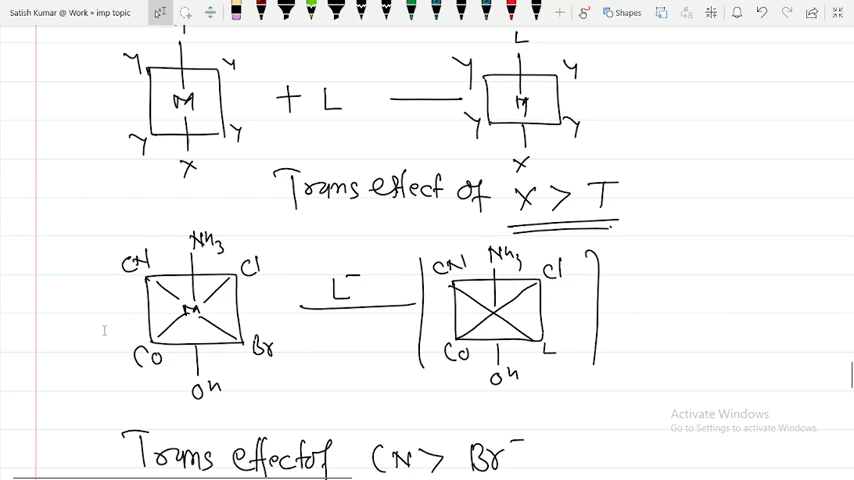 Satish Kumar @ Work » imp topic
Shapes
L
Y Y Y Y
M + L M
Y Y Y Y
X X
Trans effect of X > T
NH3 NH3
CN Cl L- CN Cl
M
CO Br CO L
OH OH
Trans effect of CN > Br-
Activate Windows
Go to Settings to activate Windows.